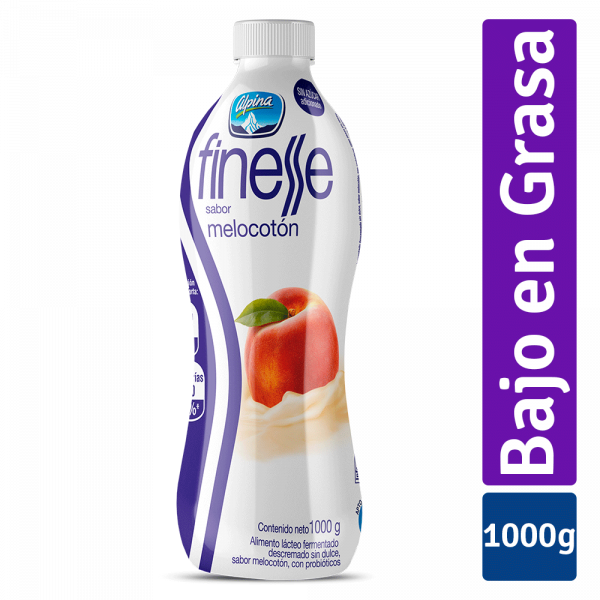 Alpina
SIN AZÚCAR
adicionado
finesse
sabor
melocotón
Contenido neto 1000 g
Alimento lácteo fermentado
descremado sin dulce,
sabor melocotón, con probióticos
Bajo en Grasa
1000g